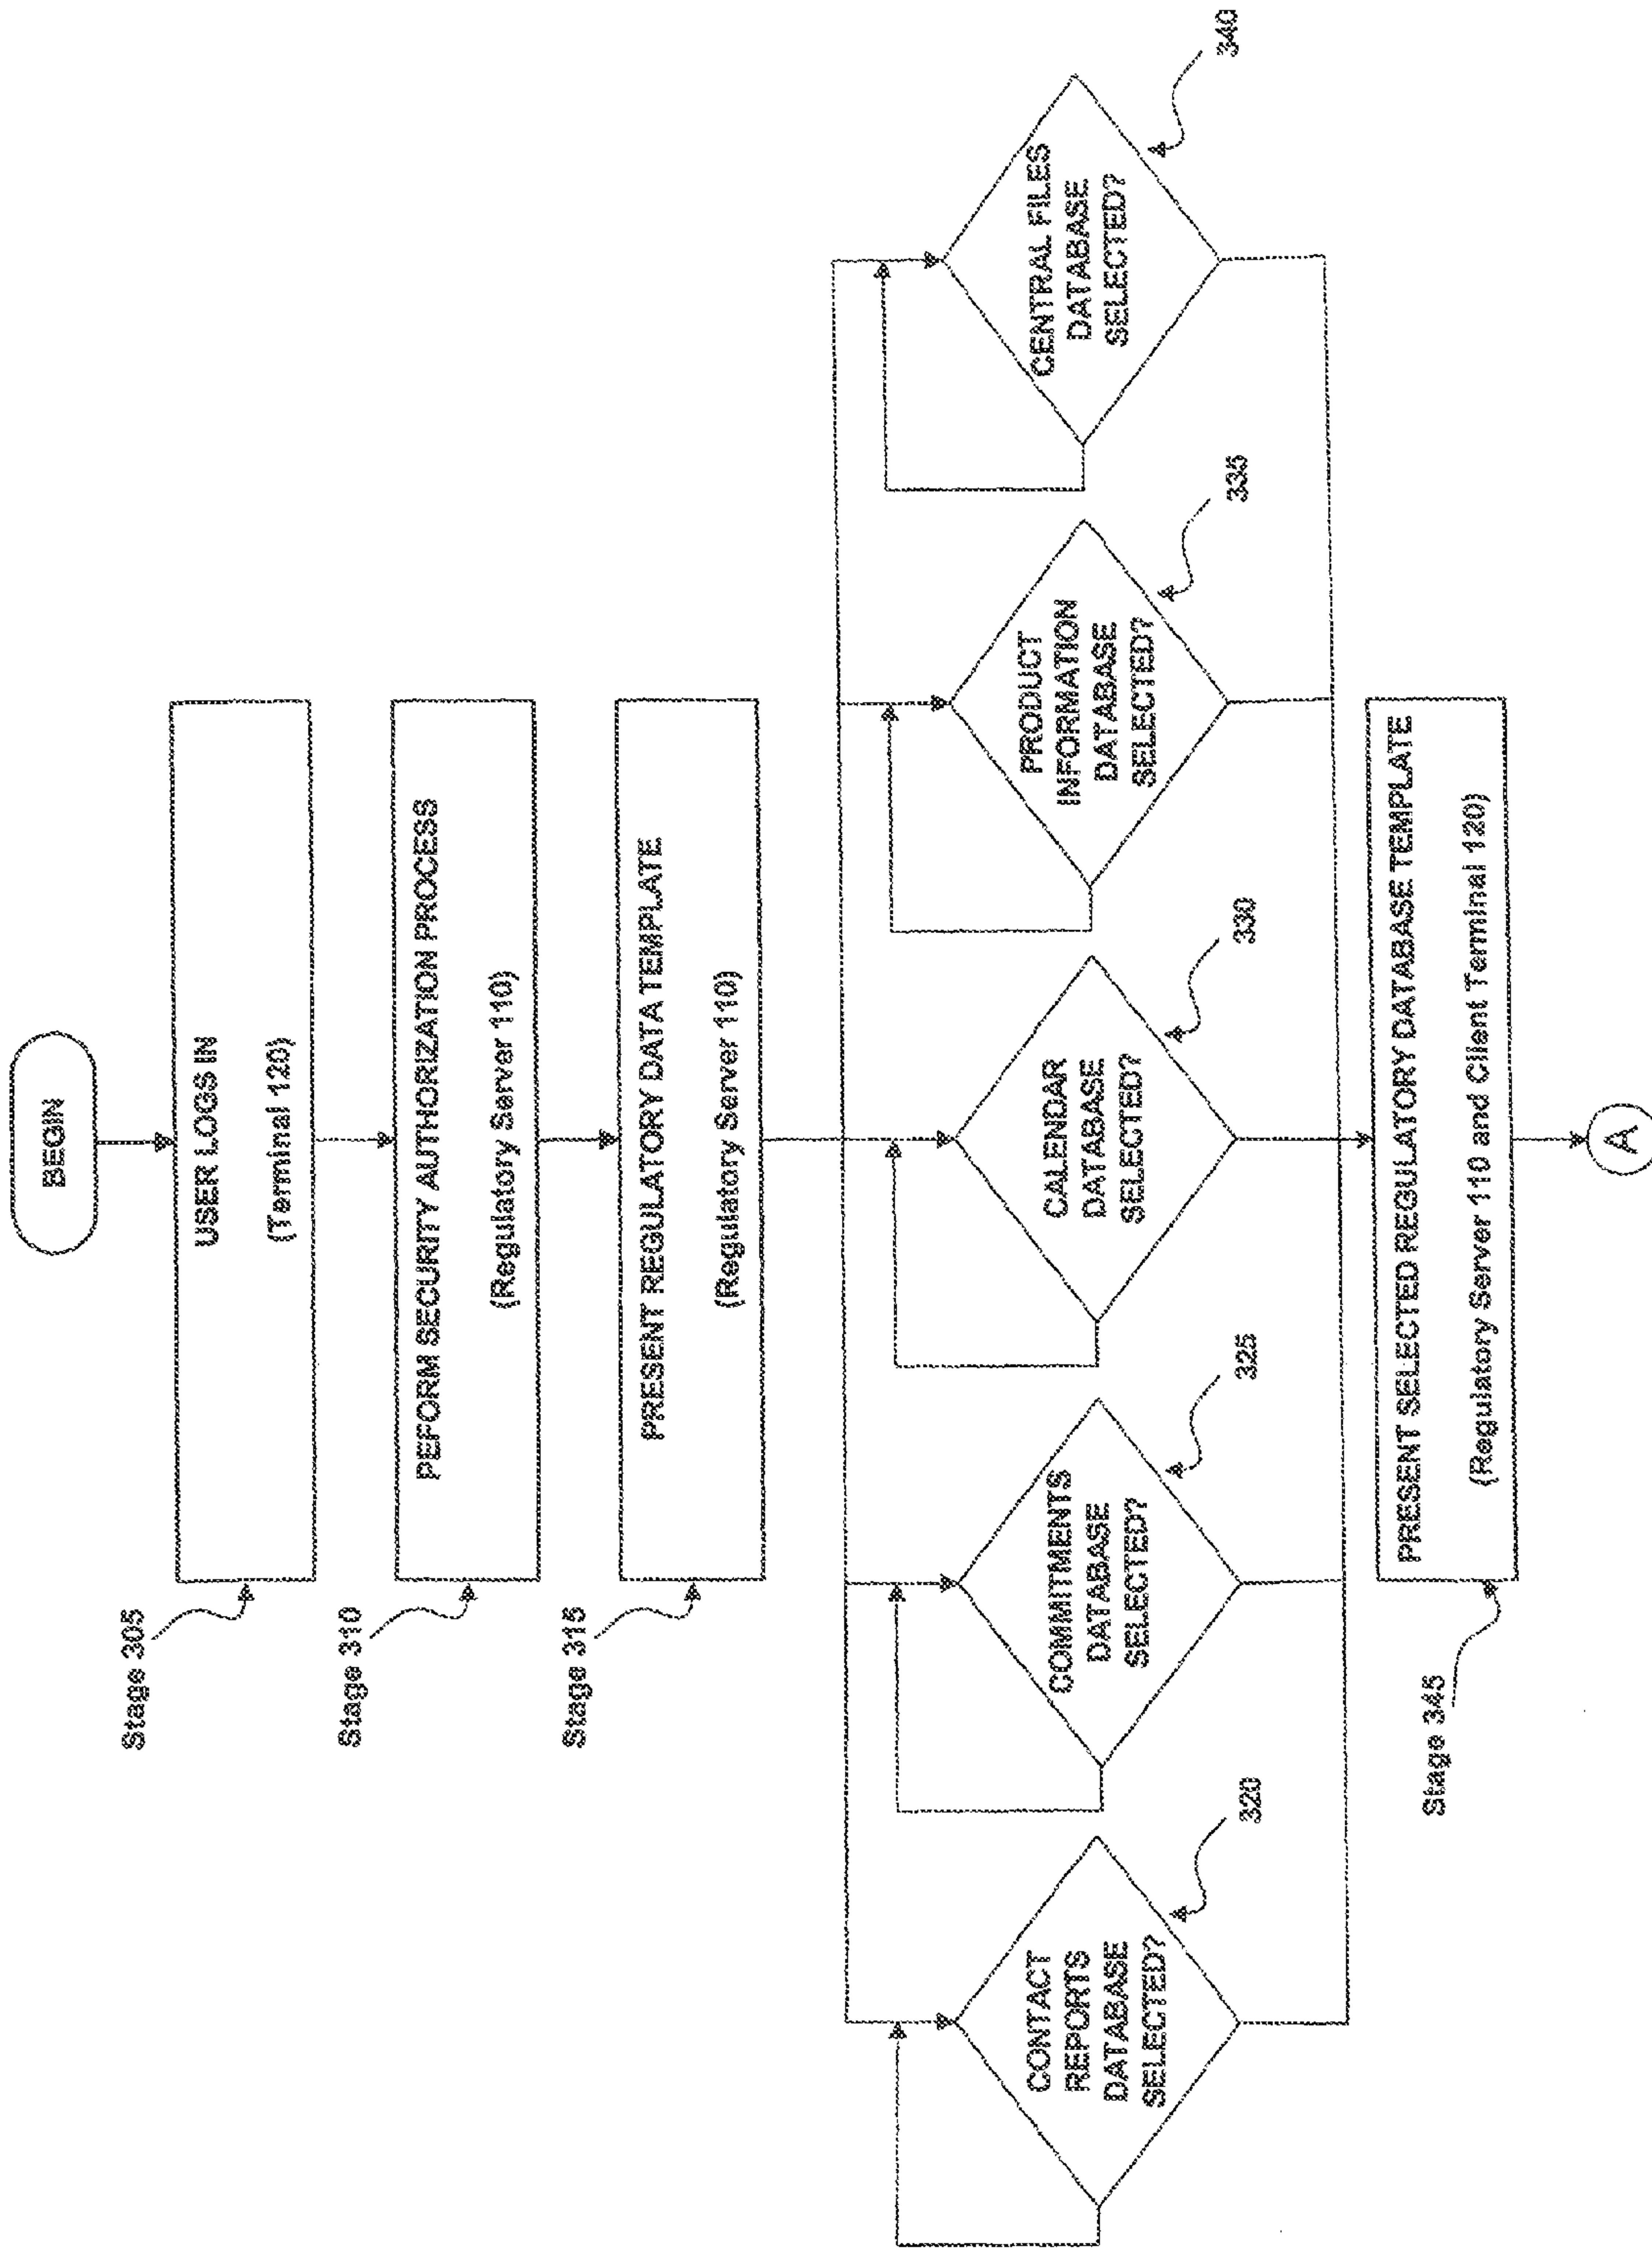 BEGIN
Stage 305
USER LOGS IN
(Terminal 120)
Stage 310
PEFORM SECURITY AUTHORIZATION PROCESS
(Regulatory Server 110)
Stage 315
PRESENT REGULATORY DATA TEMPLATE
(Regulatory Server 110)
CONTACT
REPORTS
DATABASE
SELECTED?
320
COMMITMENTS
DATABASE
SELECTED?
325
CALENDAR
DATABASE
SELECTED?
330
PRODUCT
INFORMATION
DATABASE
SELECTED?
335
CENTRAL FILES
DATABASE
SELECTED?
340
Stage 345
PRESENT SELECTED REGULATORY DATABASE TEMPLATE
(Regulatory Server 110 and Client Terminal 120)
A